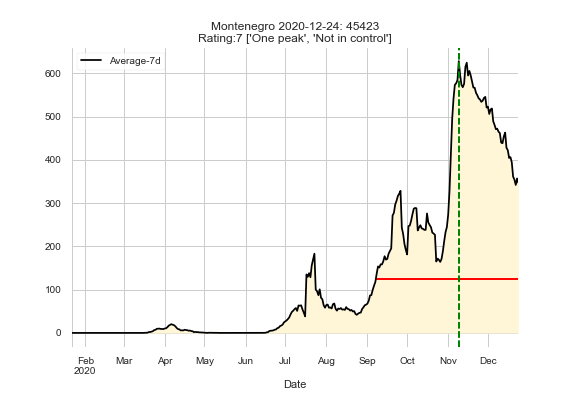 Montenegro 2020-12-24: 45423
Rating:7 ['One peak', 'Not in control']
Average-7d
600
500
400
300
200
100
0
Feb Mar Apr May Jun Jul Aug Sep Oct Nov Dec
2020
Date